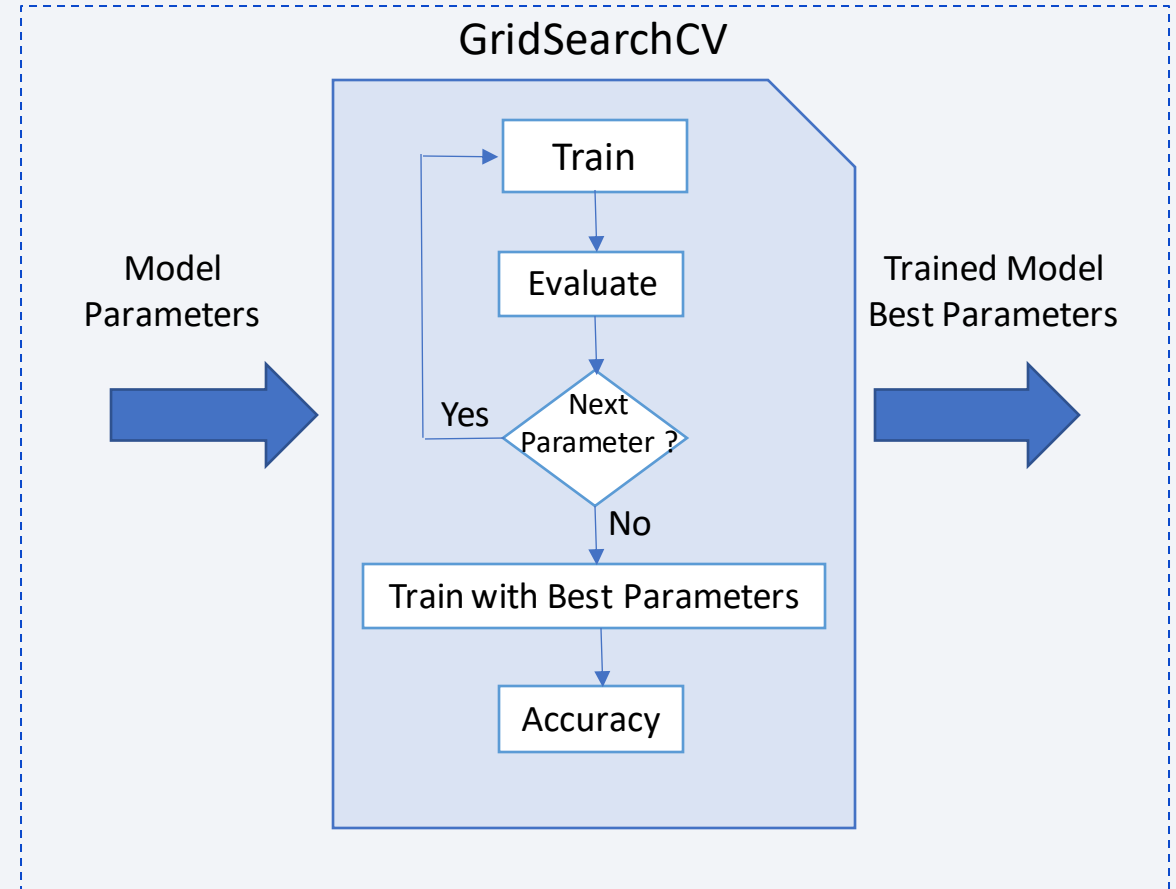 GridSearchCV
Model
Parameters
Train
Evaluate
Next
Parameter ?
Yes
No
Train with Best Parameters
Accuracy
Trained Model
Best Parameters